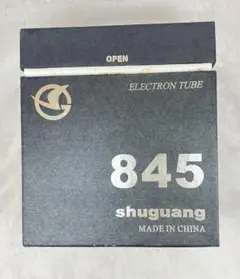 OPEN
ELECTRON TUBE
845
shuguang
MADE IN CHINA